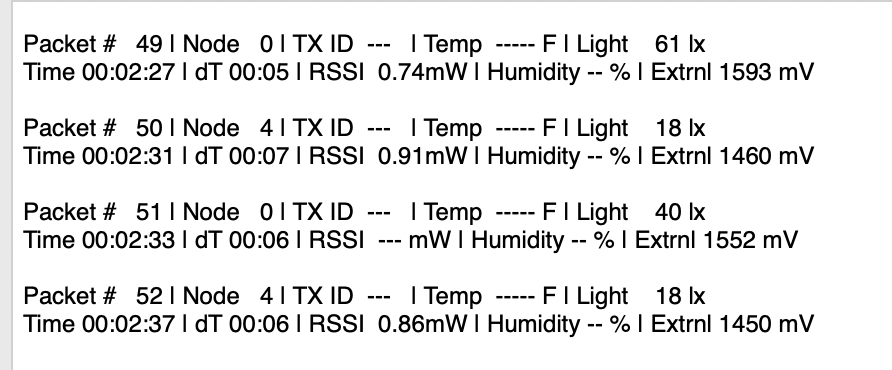 Packet #   49 | Node   0 | TX ID  ---   | Temp  ----- F | Light    61 lx
Time 00:02:27 | dT 00:05 | RSSI  0.74mW | Humidity -- % | Extrnl 1593 mV
Packet #   50 | Node   4 | TX ID  ---   | Temp  ----- F | Light    18 lx
Time 00:02:31 | dT 00:07 | RSSI  0.91mW | Humidity -- % | Extrnl 1460 mV
Packet #   51 | Node   0 | TX ID  ---   | Temp  ----- F | Light    40 lx
Time 00:02:33 | dT 00:06 | RSSI  --- mW | Humidity -- % | Extrnl 1552 mV
Packet #   52 | Node   4 | TX ID  ---   | Temp  ----- F | Light    18 lx
Time 00:02:37 | dT 00:06 | RSSI  0.86mW | Humidity -- % | Extrnl 1450 mV